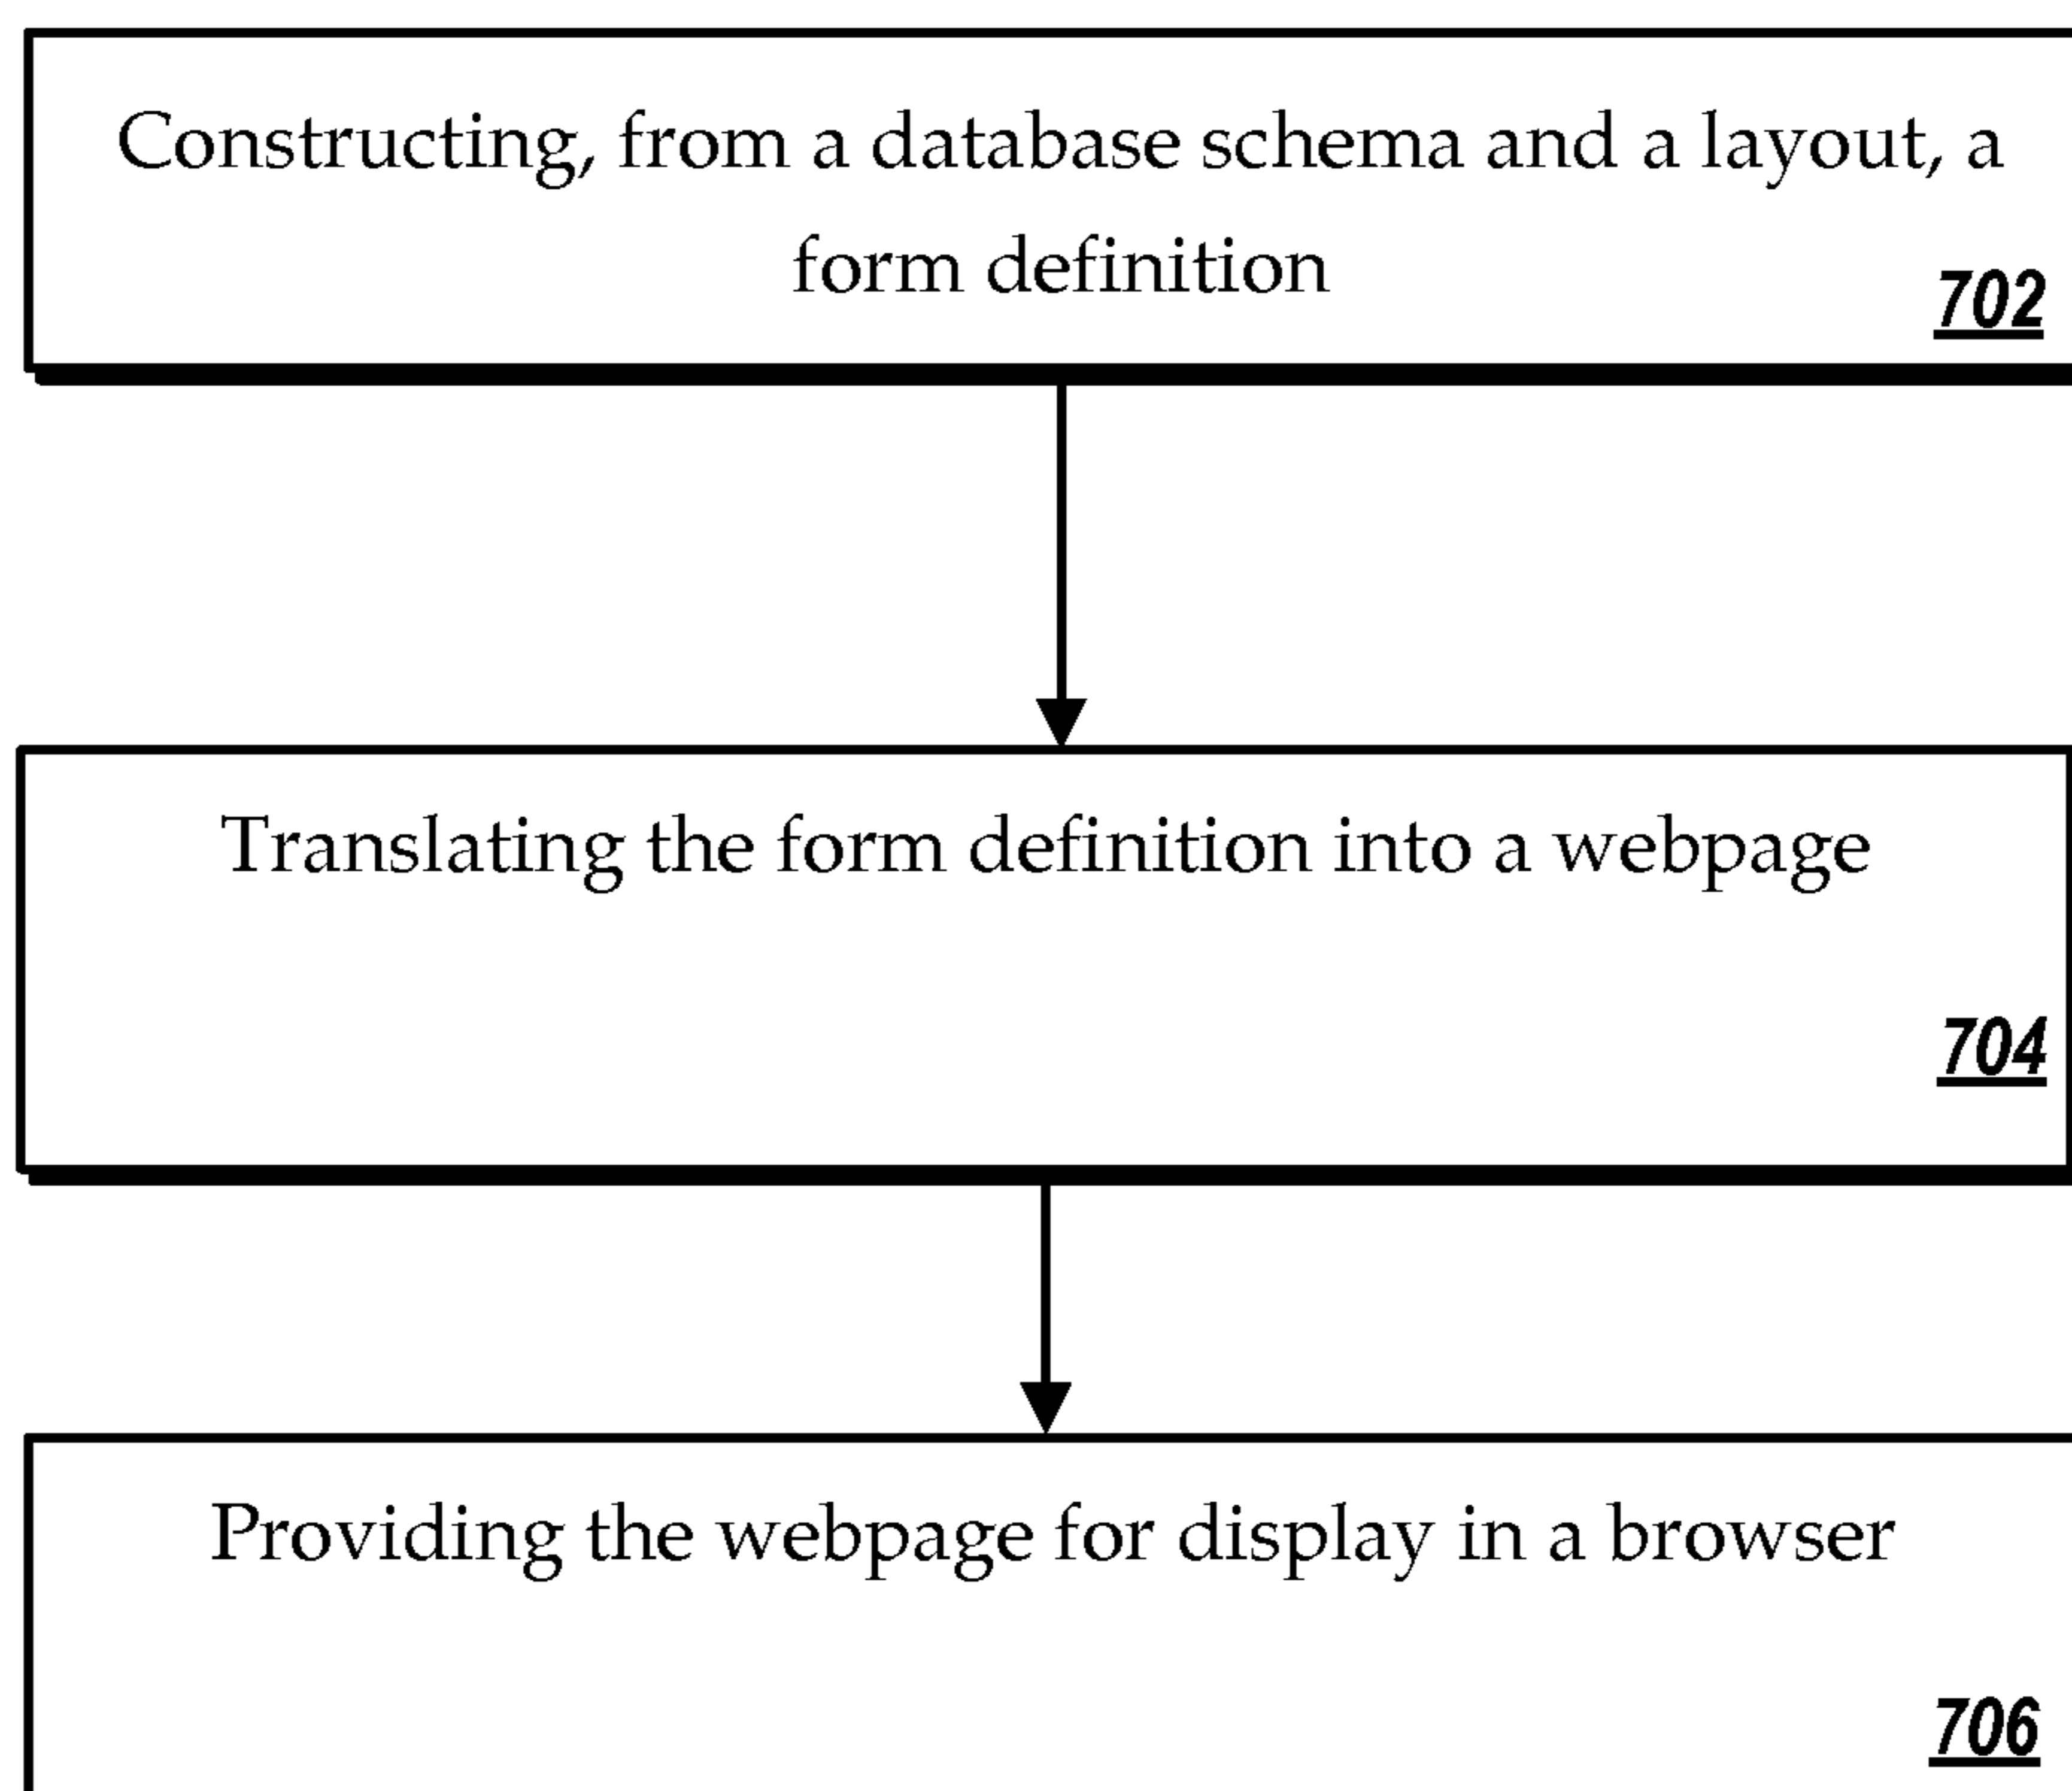 Constructing, from a database schema and a layout, a
form definition
702
Translating the form definition into a webpage
704
Providing the webpage for display in a browser
706